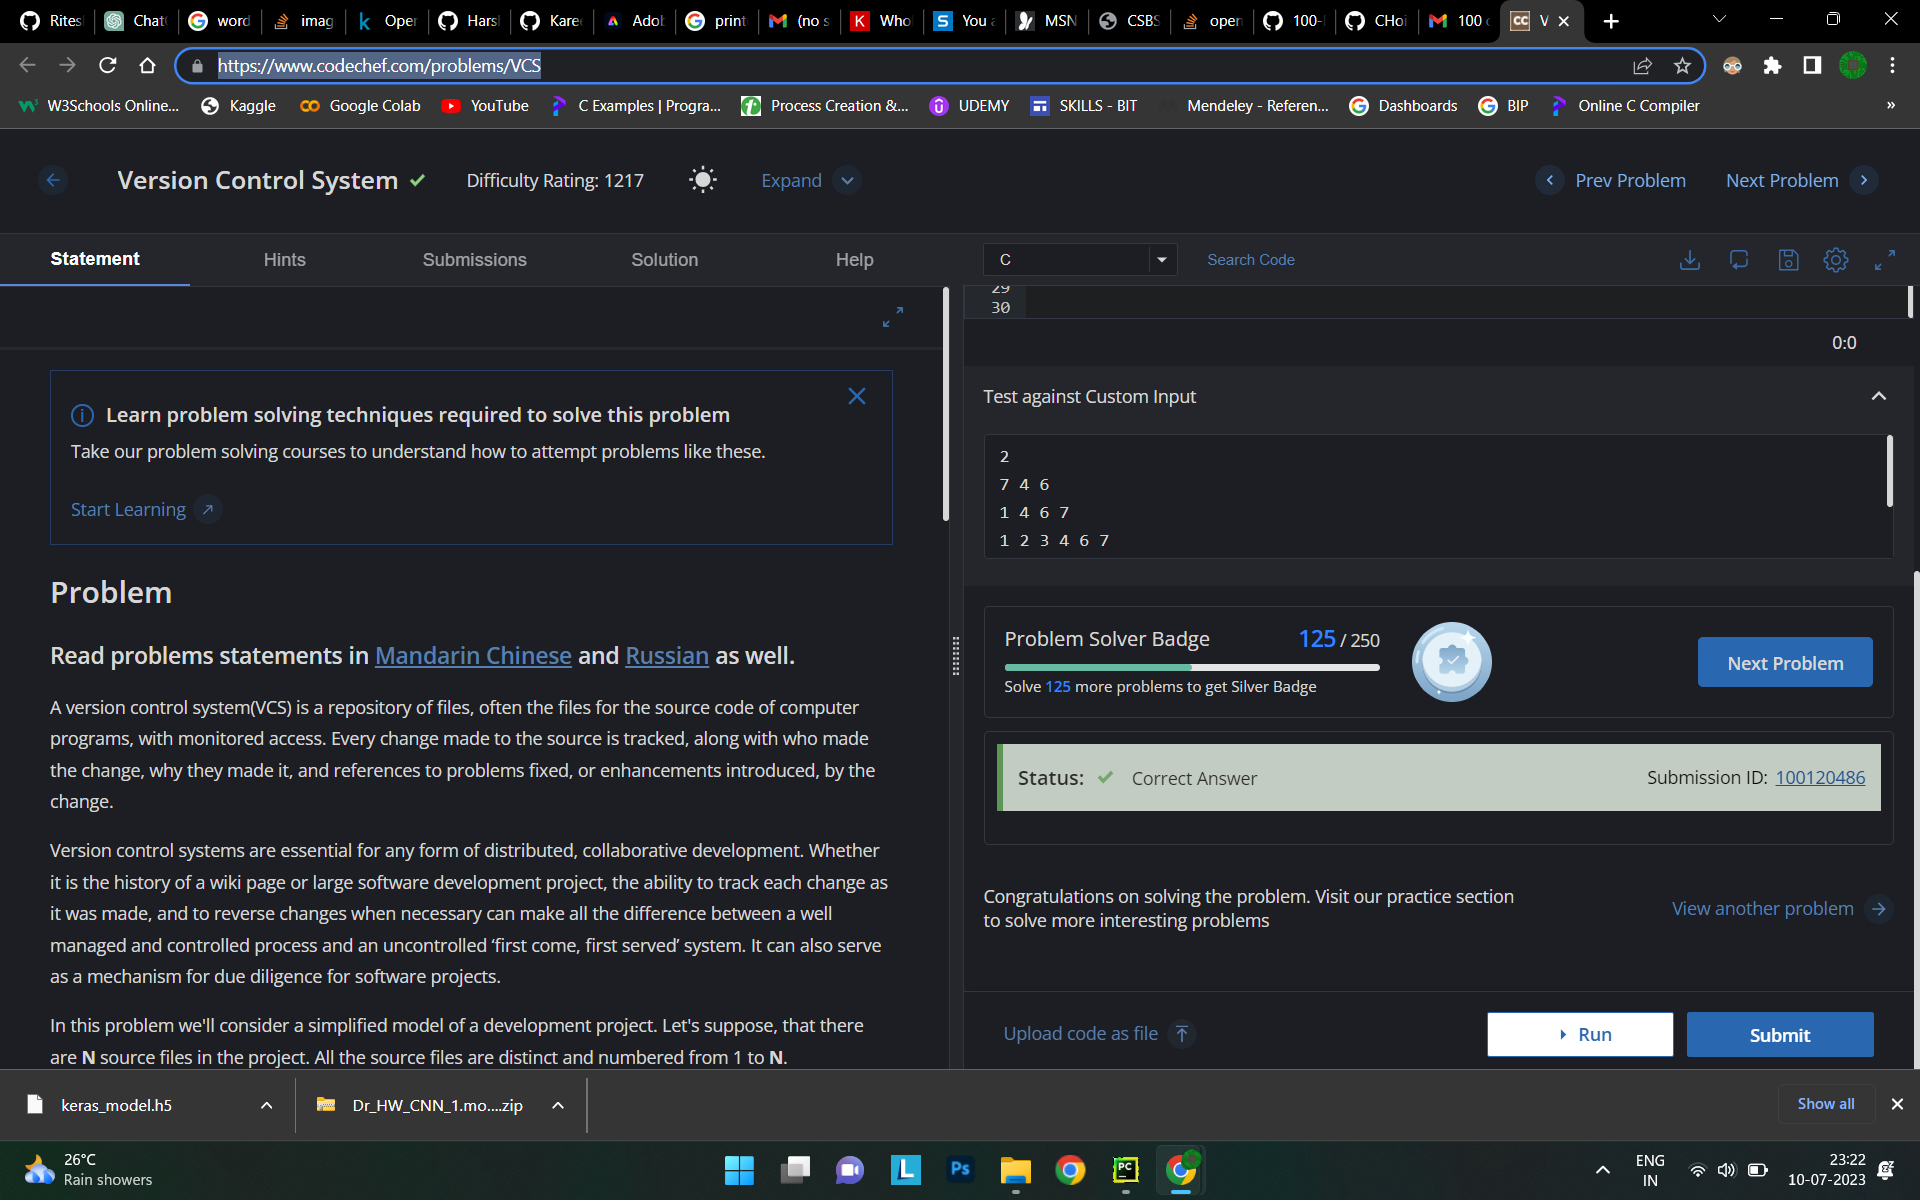 Rites
Chat
word
imag
Oper
Hars
Kare
Adob
print
(no s
Who
You a
MSN
CSBS
open
100-
CHoi
100 c
V
https://www.codechef.com/problems/VCS
W3Schools Online...
Kaggle
Google Colab
YouTube
C Examples | Progra...
Process Creation &...
UDEMY
SKILLS - BIT
Mendeley - Referen...
Dashboards
BIP
Online C Compiler
»
Version Control System
Difficulty Rating: 1217
Expand
Prev Problem
Next Problem
Statement
Hints
Submissions
Solution
Help
C
Search Code
29
30
0:0
Learn problem solving techniques required to solve this problem
Take our problem solving courses to understand how to attempt problems like these.
Start Learning
Problem
Read problems statements in Mandarin Chinese and Russian as well.
A version control system(VCS) is a repository of files, often the files for the source code of computer
programs, with monitored access. Every change made to the source is tracked, along with who made
the change, why they made it, and references to problems fixed, or enhancements introduced, by the
change.
Version control systems are essential for any form of distributed, collaborative development. Whether
it is the history of a wiki page or large software development project, the ability to track each change as
it was made, and to reverse changes when necessary can make all the difference between a well
managed and controlled process and an uncontrolled ‘first come, first served’ system. It can also serve
as a mechanism for due diligence for software projects.
In this problem we'll consider a simplified model of a development project. Let's suppose, that there
are N source files in the project. All the source files are distinct and numbered from 1 to N.
Test against Custom Input
2
7 4 6
1 4 6 7
1 2 3 4 6 7
Problem Solver Badge
125 / 250
Solve 125 more problems to get Silver Badge
Next Problem
Status:
Correct Answer
Submission ID: 100120486
Congratulations on solving the problem. Visit our practice section
to solve more interesting problems
View another problem
Upload code as file
Run
Submit
keras_model.h5
Dr_HW_CNN_1.mo....zip
Show all
26°C
Rain showers
ENG
IN
23:22
10-07-2023